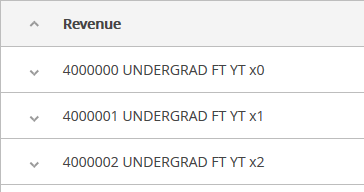 Revenue
4000000 UNDERGRAD FT YT x0
4000001 UNDERGRAD FT YT x1
4000002 UNDERGRAD FT YT x2